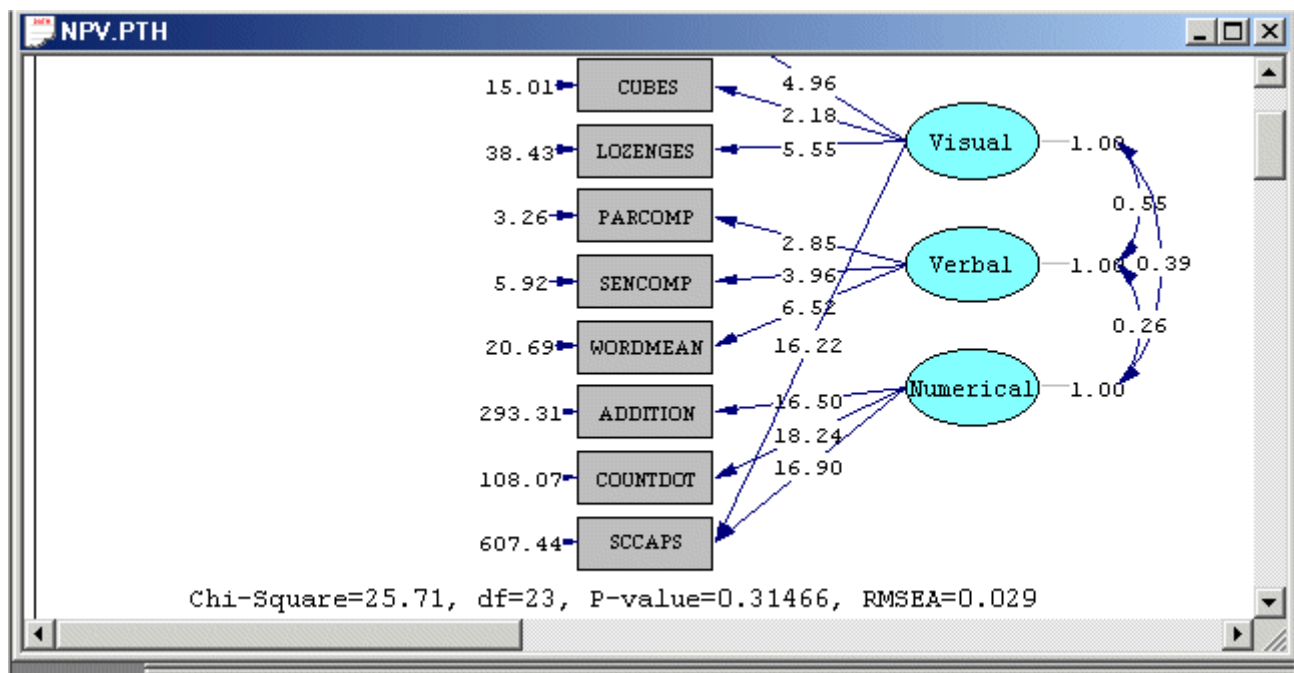 NPV.PTH
15.01 CUBES 4.96
2.18
38.43 LOZENGES 5.55 Visual 1.00
3.26 PARCOMP 0.55
2.85
5.92 SENCOMP 3.96 Verbal 1.00 0.39
6.52
20.69 WORDMEAN 16.22 0.26
293.31 ADDITION 16.50 Numerical 1.00
18.24
108.07 COUNTDOT 16.90
607.44 SCCAPS
Chi-Square=25.71, df=23, P-value=0.31466, RMSEA=0.029